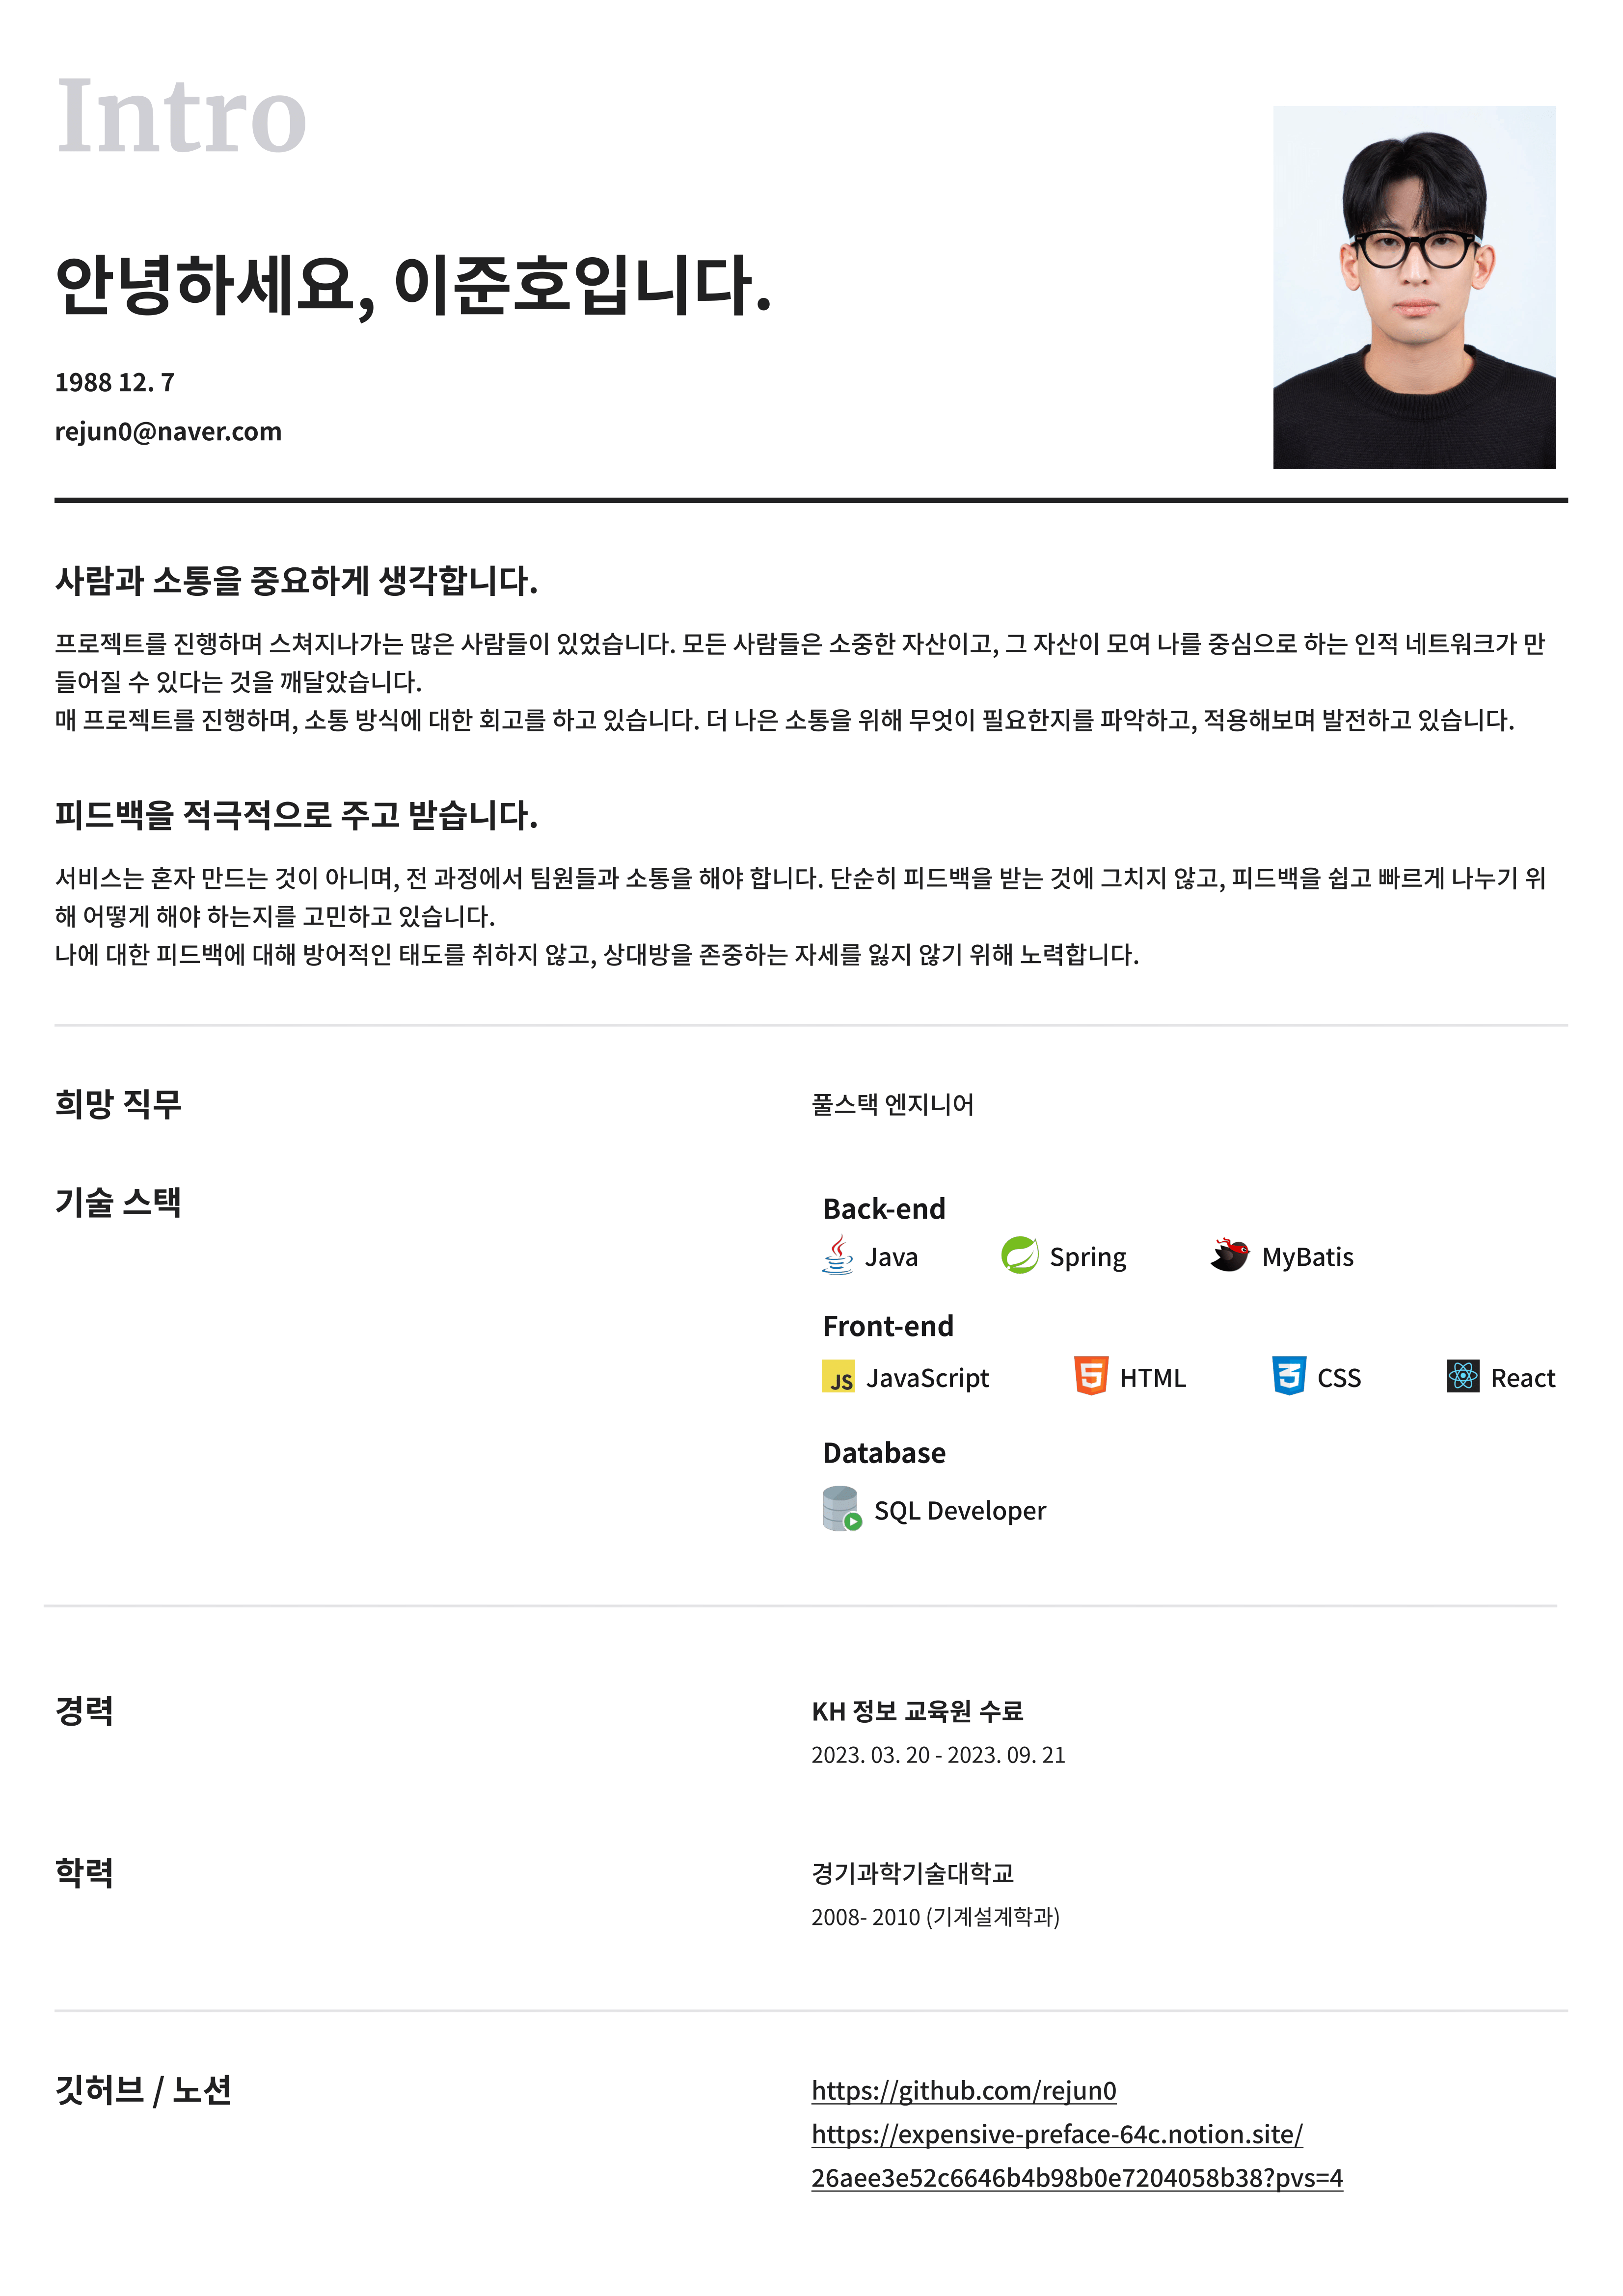 Intro
안녕하세요, 이준호입니다.
1988 12. 7
rejun0@naver.com
사람과 소통을 중요하게 생각합니다.
프로젝트를 진행하며 스쳐지나가는 많은 사람들이 있었습니다. 모든 사람들은 소중한 자산이고, 그 자산이 모여 나를 중심으로 하는 인적 네트워크가 만
들어질 수 있다는 것을 깨달았습니다.
매 프로젝트를 진행하며, 소통 방식에 대한 회고를 하고 있습니다. 더 나은 소통을 위해 무엇이 필요한지를 파악하고, 적용해보며 발전하고 있습니다.
피드백을 적극적으로 주고 받습니다.
서비스는 혼자 만드는 것이 아니며, 전 과정에서 팀원들과 소통을 해야 합니다. 단순히 피드백을 받는 것에 그치지 않고, 피드백을 쉽고 빠르게 나누기 위
해 어떻게 해야 하는지를 고민하고 있습니다.
나에 대한 피드백에 대해 방어적인 태도를 취하지 않고, 상대방을 존중하는 자세를 잃지 않기 위해 노력합니다.
희망 직무
풀스택 엔지니어
기술 스택
Back-end
Java Spring MyBatis
Front-end
JS JavaScript 5 HTML 3 CSS React
Database
SQL Developer
경력
KH 정보 교육원 수료
2023. 03. 20 - 2023. 09. 21
학력
경기과학기술대학교
2008- 2010 (기계설계학과)
깃허브 / 노션
https://github.com/rejun0
https://expensive-preface-64c.notion.site/
26aee3e52c6646b4b98b0e7204058b38?pvs=4